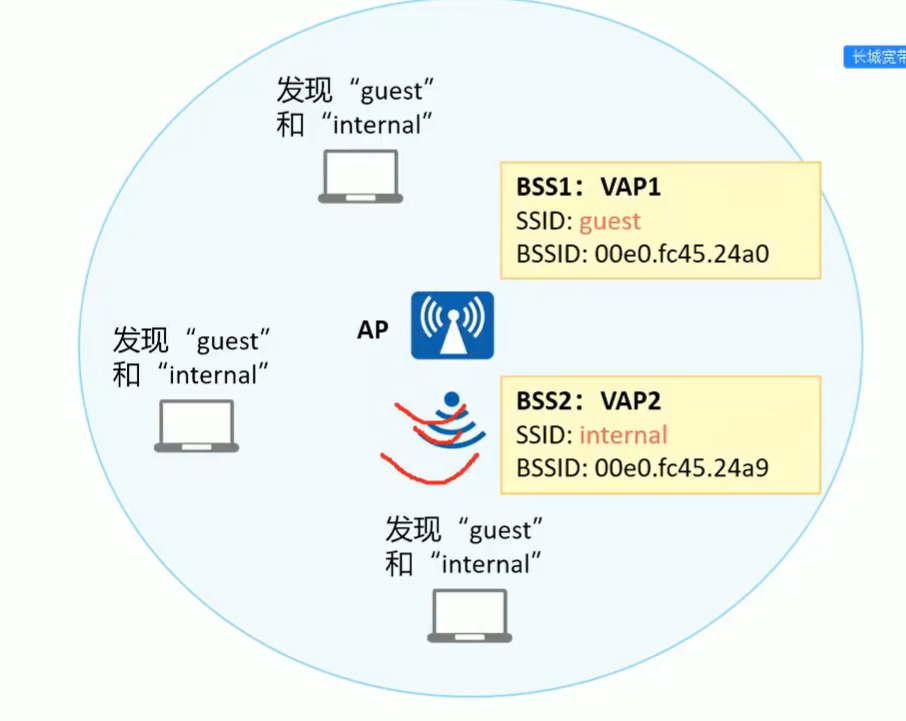 长城宽带
发现“guest”
和“internal”
BSS1：VAP1
SSID: guest
BSSID: 00e0.fc45.24a0
发现“guest”
和“internal”
AP
BSS2：VAP2
SSID: internal
BSSID: 00e0.fc45.24a9
发现“guest”
和“internal”